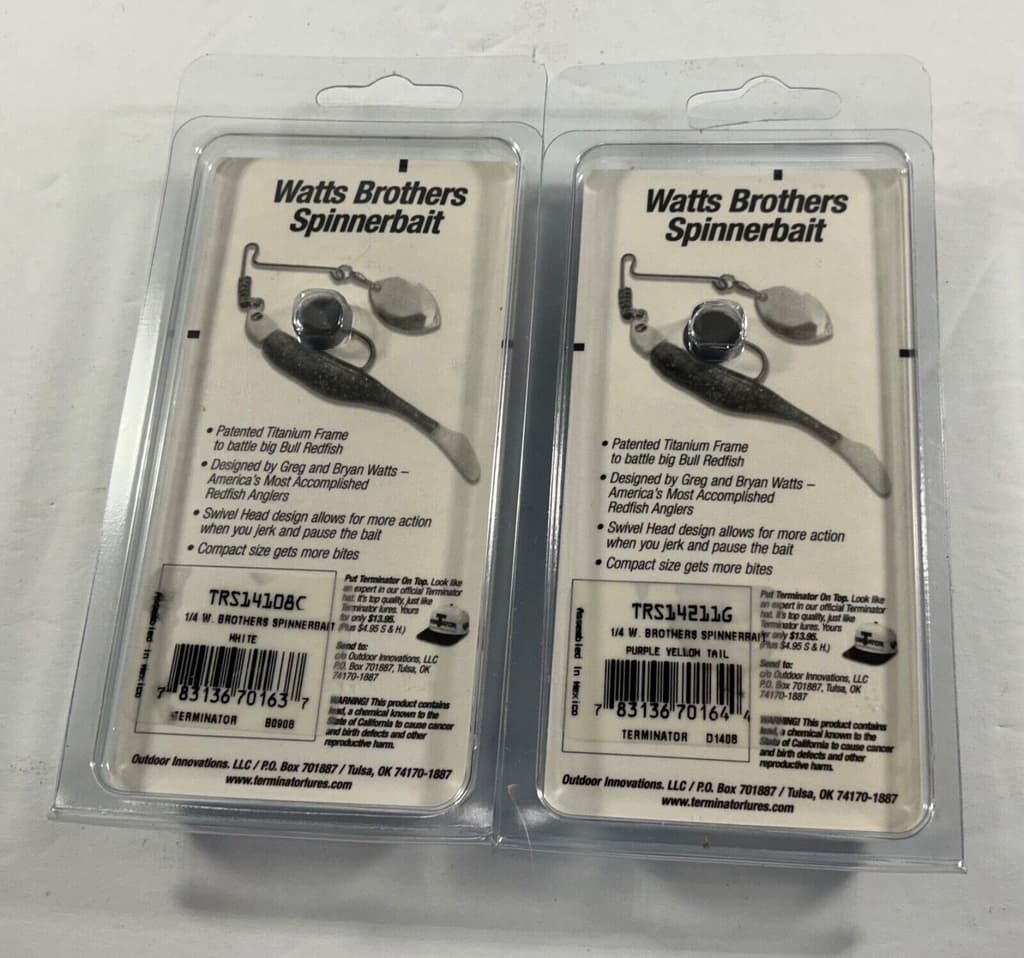 Watts Brothers
Spinnerbait
• Patented Titanium Frame
to battle big Bull Redfish
• Designed by Greg and Bryan Watts –
America's Most Accomplished
Redfish Anglers
• Swivel Head design allows for more action
when you jerk and pause the bait
• Compact size gets more bites
TRS14108C
1/4 W. BROTHERS SPINNERBAIT
WHITE
7 83136 70163 7
TERMINATOR B0908
Assembled in Mexico
Put Terminator On Top. Look like
an expert in our official Terminator
hat. It's top quality, just like
Terminator lures. Yours
for only $13.95.
(Plus $4.95 S & H.)
Send to:
c/o Outdoor Innovations, LLC
P.O. Box 701887, Tulsa, OK
74170-1887
WARNING! This product contains
lead, a chemical known to the
State of California to cause cancer
and birth defects and other
reproductive harm.
Outdoor Innovations. LLC / P.O. Box 701887 / Tulsa, OK 74170-1887
www.terminatorlures.com
Watts Brothers
Spinnerbait
• Patented Titanium Frame
to battle big Bull Redfish
• Designed by Greg and Bryan Watts –
America's Most Accomplished
Redfish Anglers
• Swivel Head design allows for more action
when you jerk and pause the bait
• Compact size gets more bites
TRS14211G
1/4 W. BROTHERS SPINNERBAIT
PURPLE YELLOW TAIL
7 83136 70164 4
TERMINATOR D1408
Assembled in Mexico
Put Terminator On Top. Look like
an expert in our official Terminator
hat. It's top quality, just like
Terminator lures. Yours
for only $13.95.
(Plus $4.95 S & H.)
Send to:
c/o Outdoor Innovations, LLC
P.O. Box 701887, Tulsa, OK
74170-1887
WARNING! This product contains
lead, a chemical known to the
State of California to cause cancer
and birth defects and other
reproductive harm.
Outdoor Innovations. LLC / P.O. Box 701887 / Tulsa, OK 74170-1887
www.terminatorlures.com